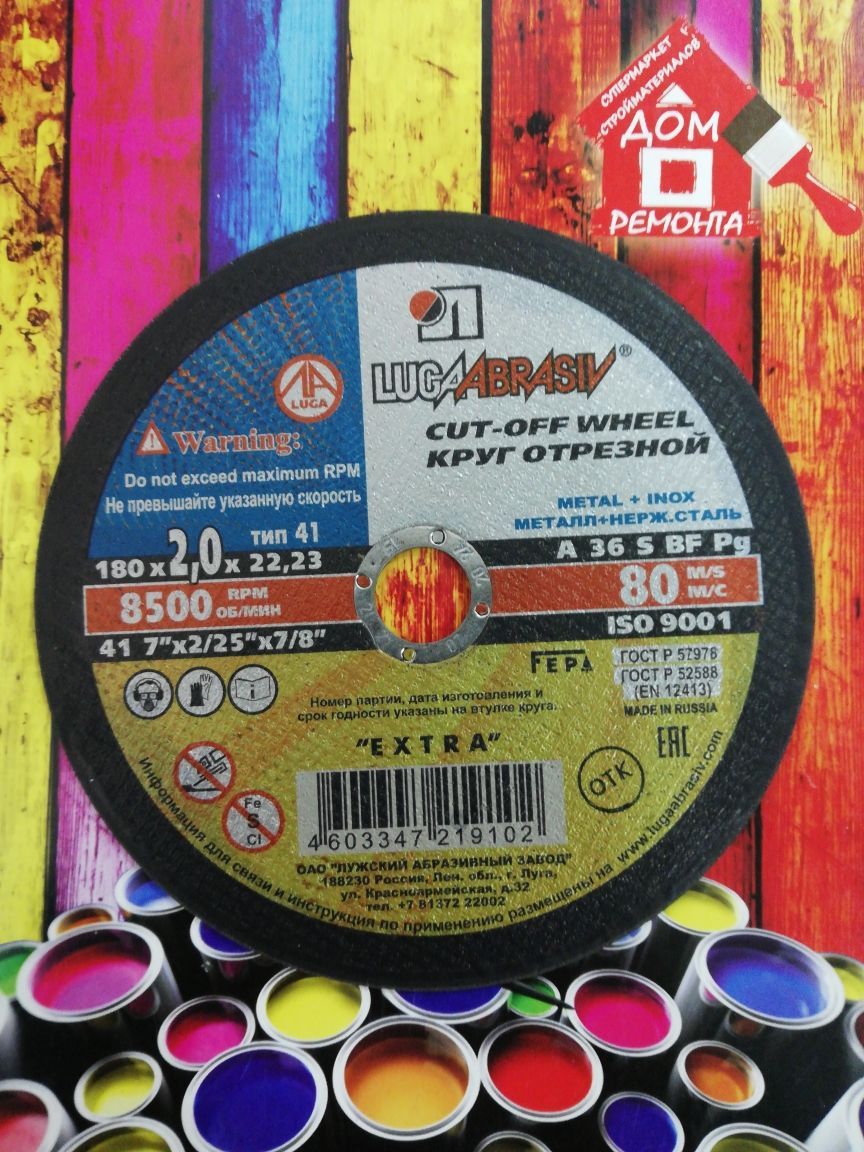 СУПЕРМАРКЕТ
СТРОЙМАТЕРИАЛОВ
ДОМ
РЕМОНТА
LUGAABRASIV®
LUGA
CUT-OFF WHEEL
КРУГ ОТРЕЗНОЙ
Warning:
Do not exceed maximum RPM
Не превышайте указанную скорость
METAL + INOX
МЕТАЛЛ+НЕРЖ.СТАЛЬ
тип 41
180 x 2,0 x 22,23
A 36 S BF Pg
8500 RPM
ОБ/МИН
80 M/S
М/С
41 7"x2/25"x7/8"
ISO 9001
FEPA
ГОСТ Р 57978
ГОСТ Р 52588
(EN 12413)
MADE IN RUSSIA
Номер партии, дата изготовления и
срок годности указаны на втулке круга.
"EXTRA"
EAC
ОТК
Fe
S
Cl
4603347219102
ОАО "ЛУЖСКИЙ АБРАЗИВНЫЙ ЗАВОД"
188230 Россия, Лен. обл., г. Луга,
ул. Красноармейская, д.32
тел. +7 81372 22002
Информация для связи и инструкция по применению размещены на www.lugaabrasiv.com